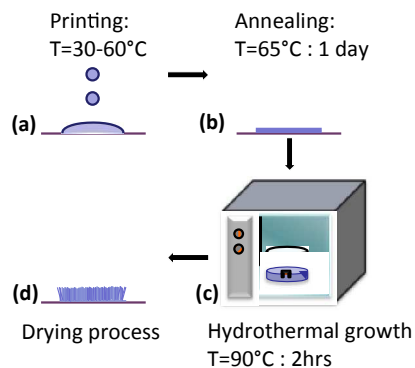 Printing:
T=30-60°C
Annealing:
T=65°C : 1 day
(a)
(b)
(d)
(c)
Drying process
Hydrothermal growth
T=90°C : 2hrs